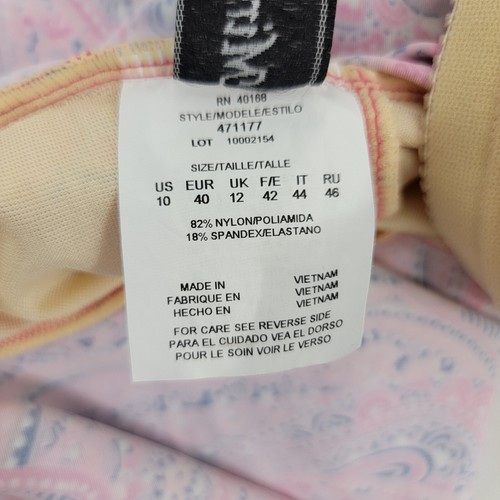 RN 40168
STYLE/MODELE/ESTILO
471177
LOT 10002154
SIZE/TAILLE/TALLE
US EUR UK F/E IT RU
10 40 12 42 44 46
82% NYLON/POLIAMIDA
18% SPANDEX/ELASTANO
MADE IN VIETNAM
FABRIQUE EN VIETNAM
HECHO EN VIETNAM
FOR CARE SEE REVERSE SIDE
PARA EL CUIDADO VEA EL DORSO
POUR LE SOIN VOIR LE VERSO